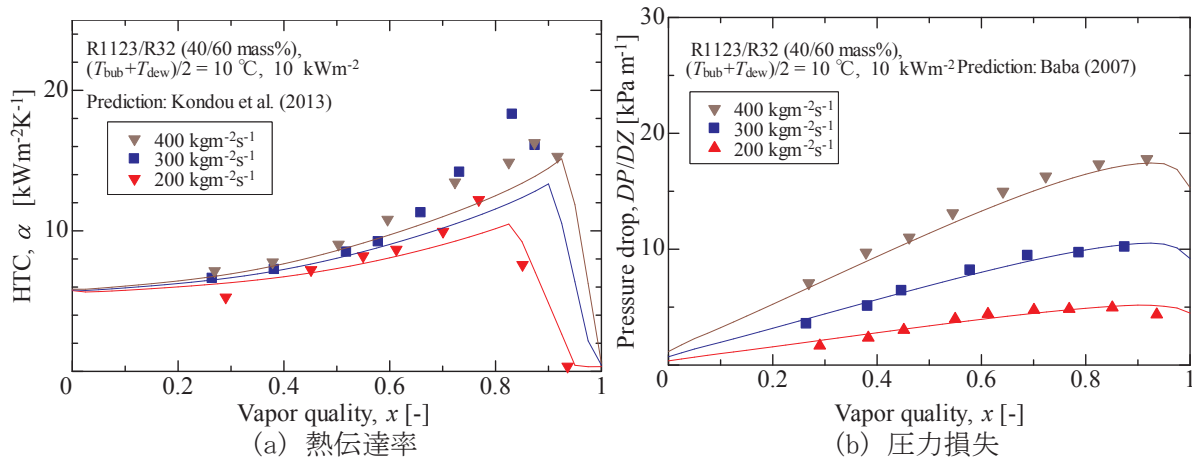 R1123/R32 (40/60 mass%),
(Tbub+Tdew)/2 = 10 ℃, 10 kWm-2
Prediction: Kondou et al. (2013)
400 kgm-2s-1
300 kgm-2s-1
200 kgm-2s-1
HTC, α [kWm-2K-1]
20
10
0
0
0.2
0.4
0.6
0.8
1
Vapor quality, x [-]
(a) 熱伝達率
R1123/R32 (40/60 mass%),
(Tbub+Tdew)/2 = 10 ℃, 10 kWm-2 Prediction: Baba (2007)
400 kgm-2s-1
300 kgm-2s-1
200 kgm-2s-1
Pressure drop, DP/DZ [kPa m-1]
30
20
10
0
0
0.2
0.4
0.6
0.8
1
Vapor quality, x [-]
(b) 圧力損失